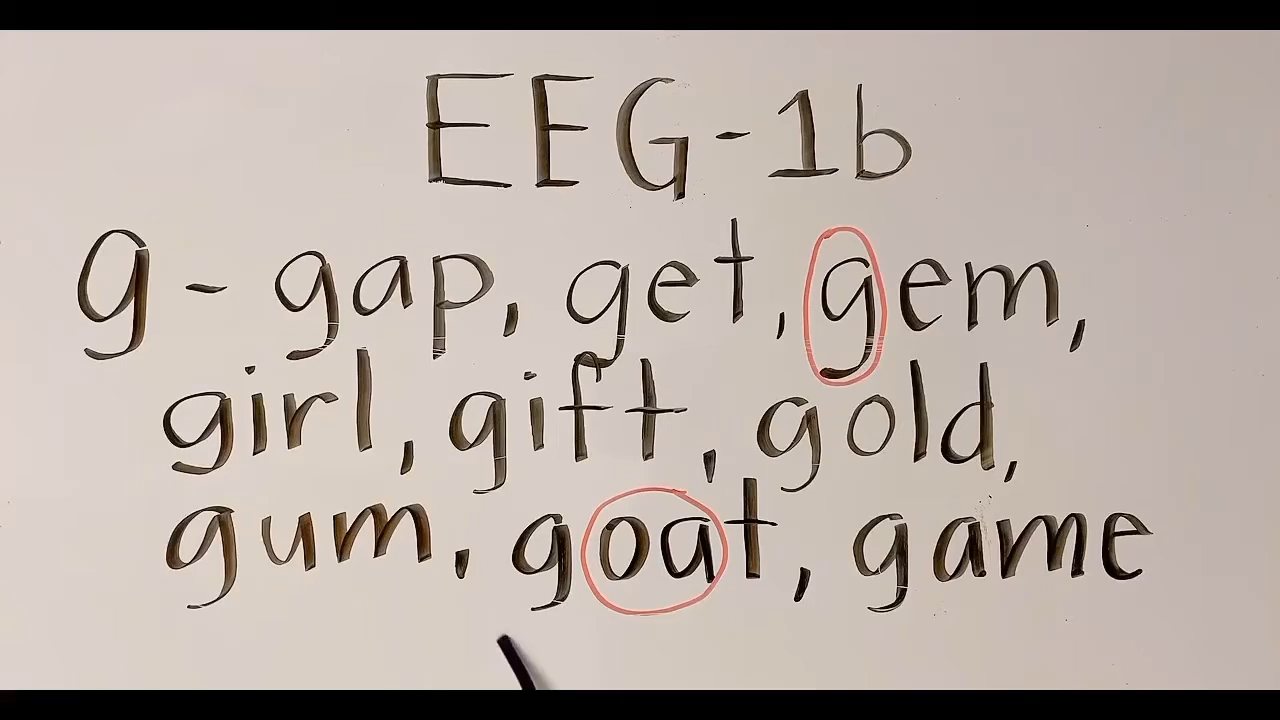 EEG-1b
g - gap, get, gem,
girl, gift, gold,
gum, goat, game